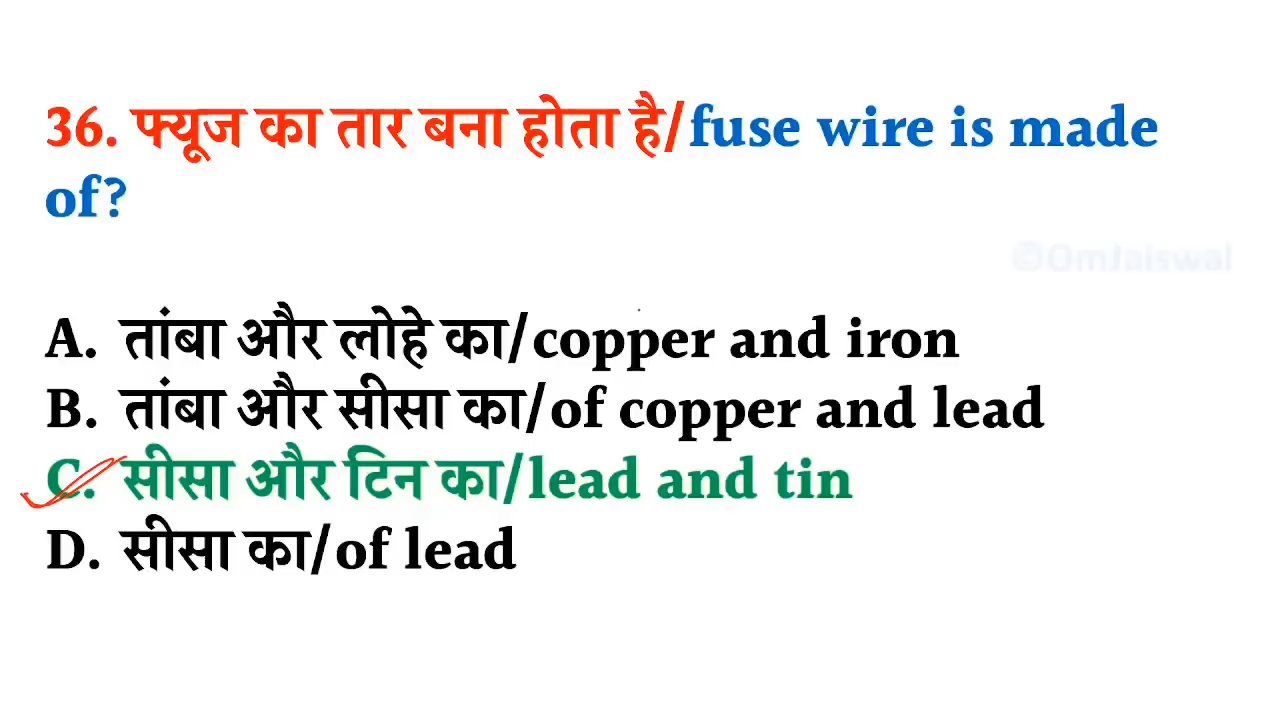 36. फ्यूज का तार बना होता है/fuse wire is made
of?
©OmJaiswal
A. तांबा और लोहे का/copper and iron
B. तांबा और सीसा का/of copper and lead
C. सीसा और टिन का/lead and tin
D. सीसा का/of lead